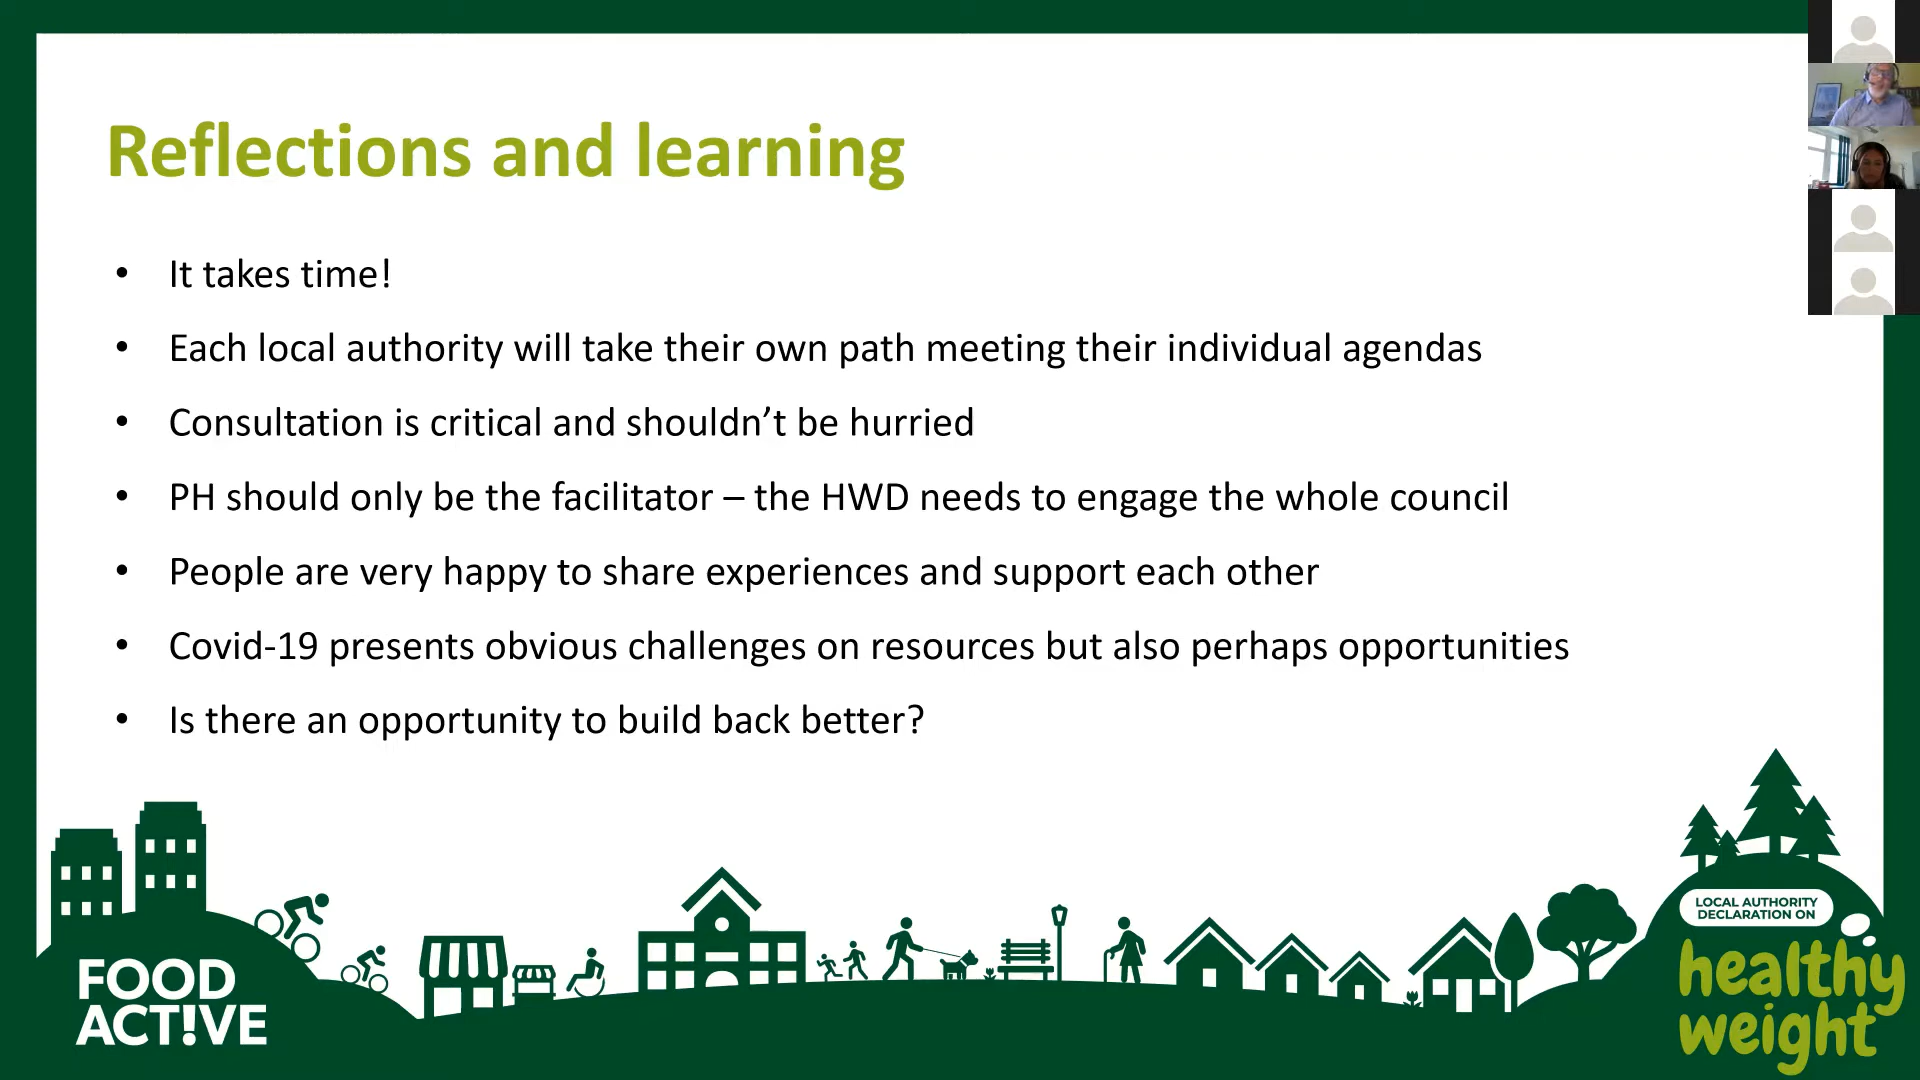 Reflections and learning
• It takes time!
• Each local authority will take their own path meeting their individual agendas
• Consultation is critical and shouldn’t be hurried
• PH should only be the facilitator – the HWD needs to engage the whole council
• People are very happy to share experiences and support each other
• Covid-19 presents obvious challenges on resources but also perhaps opportunities
• Is there an opportunity to build back better?
FOOD
ACT!VE
LOCAL AUTHORITY
DECLARATION ON
healthy
weight